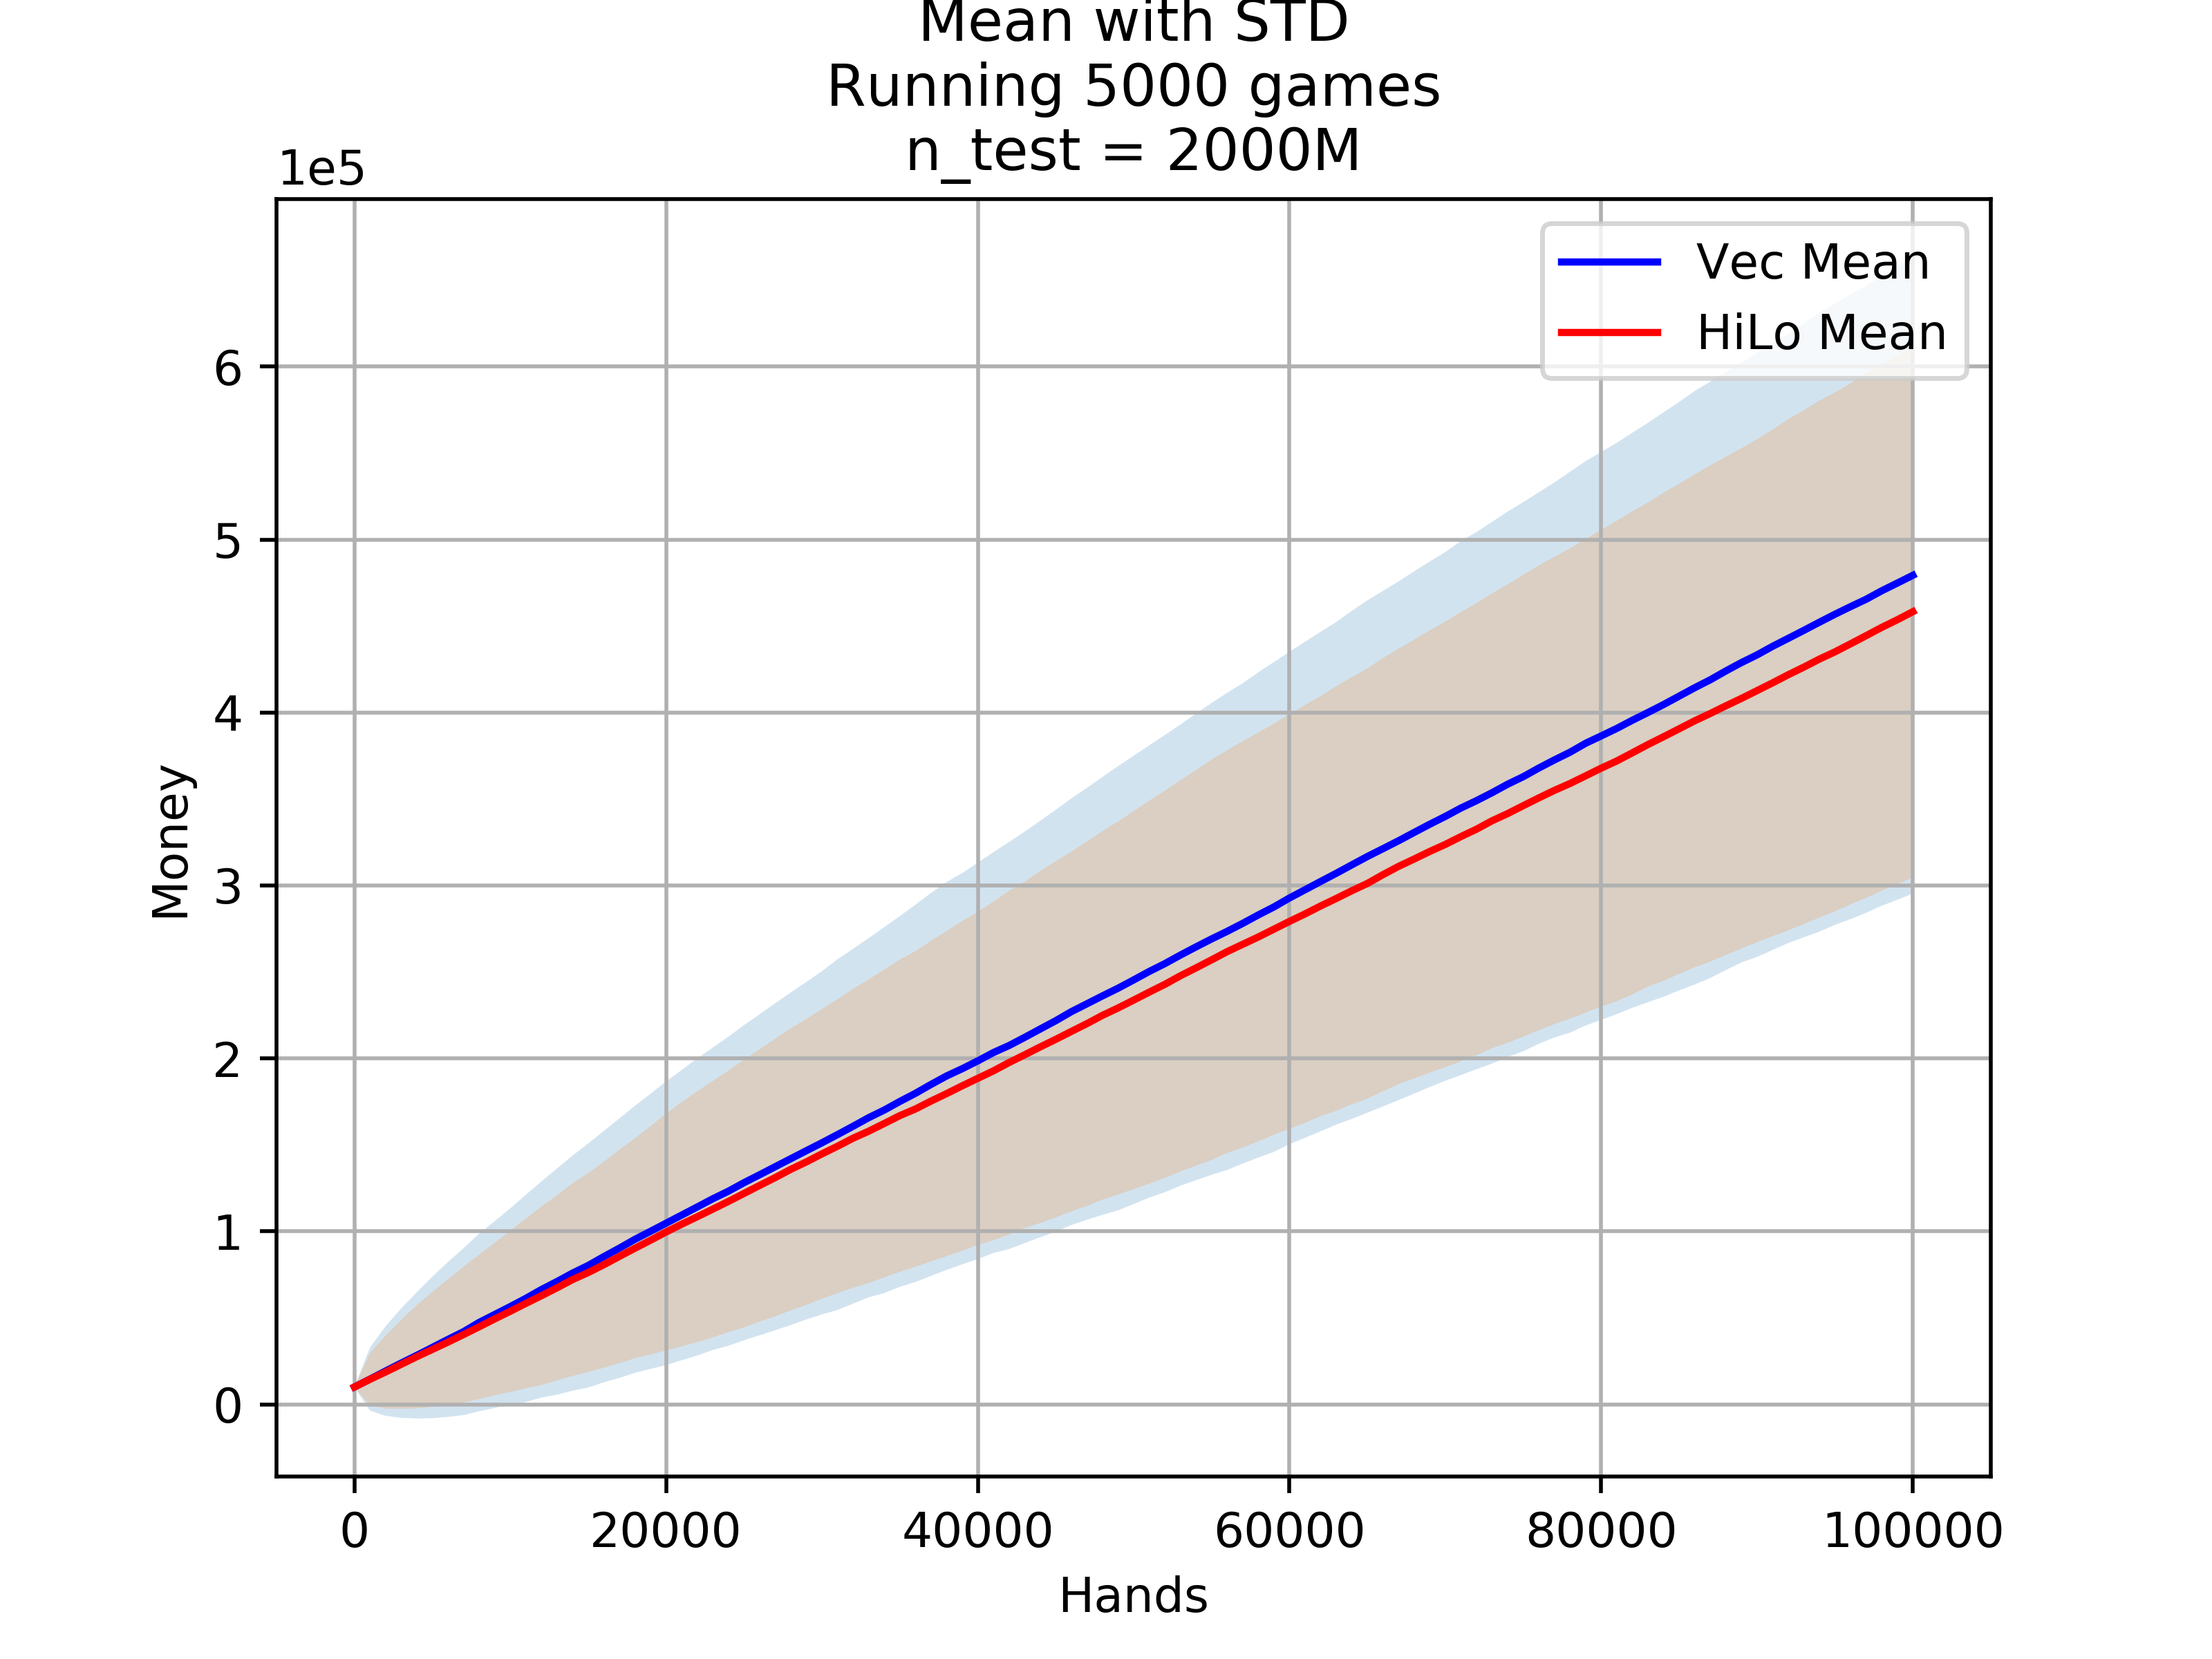 Mean with STD
Running 5000 games
n_test = 2000M
1e5
Vec Mean
HiLo Mean
6
5
4
3
2
1
0
Money
0 20000 40000 60000 80000 100000
Hands